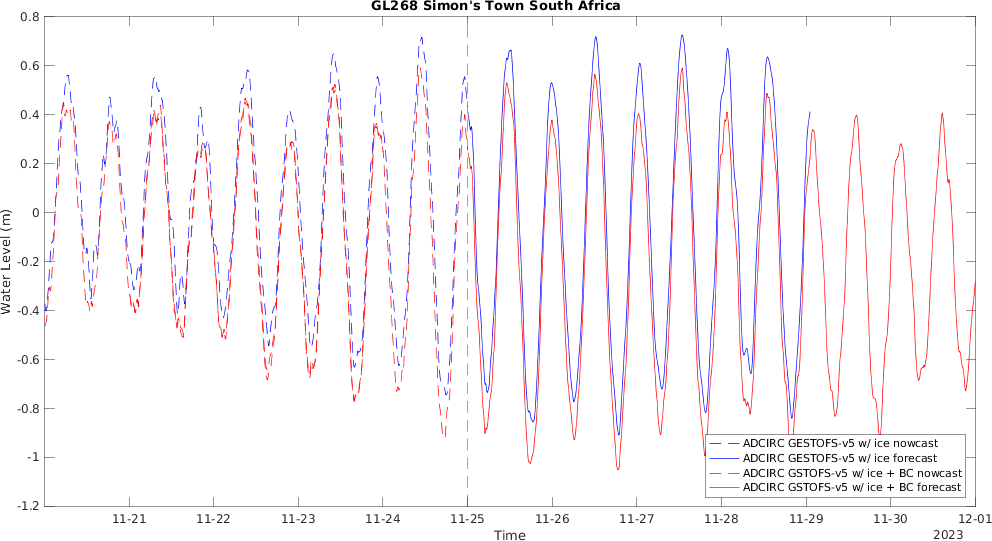 GL268 Simon's Town South Africa
0.8
0.6
0.4
0.2
0
-0.2
-0.4
-0.6
-0.8
-1
-1.2
Water Level (m)
ADCIRC GESTOFS-v5 w/ ice nowcast
ADCIRC GESTOFS-v5 w/ ice forecast
ADCIRC GSTOFS-v5 w/ ice + BC nowcast
ADCIRC GSTOFS-v5 w/ ice + BC forecast
11-21 11-22 11-23 11-24 11-25 11-26 11-27 11-28 11-29 11-30 12-01
Time
2023